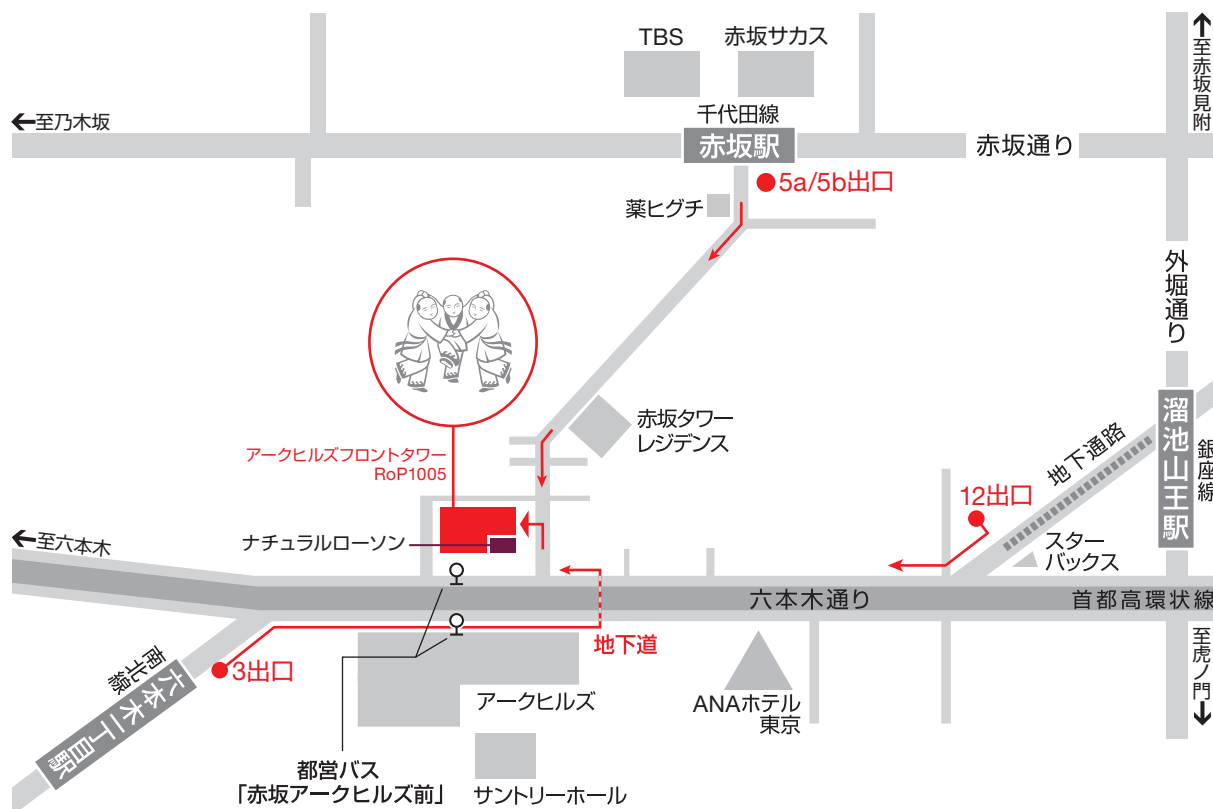 TBS
赤坂サカス
至赤坂見附
千代田線
←至乃木坂
赤坂駅
赤坂通り
5a/5b出口
薬ヒグチ
外堀通り
赤坂タワー
レジデンス
溜池山王駅
銀座線
地下通路
アークヒルズフロントタワー
RoP1005
12出口
←至六本木
ナチュラルローソン
スター
バックス
六本木通り
首都高環状線
地下道
3出口
南北線
六本木一丁目駅
至虎ノ門
アークヒルズ
ANAホテル
東京
都営バス
「赤坂アークヒルズ前」
サントリーホール